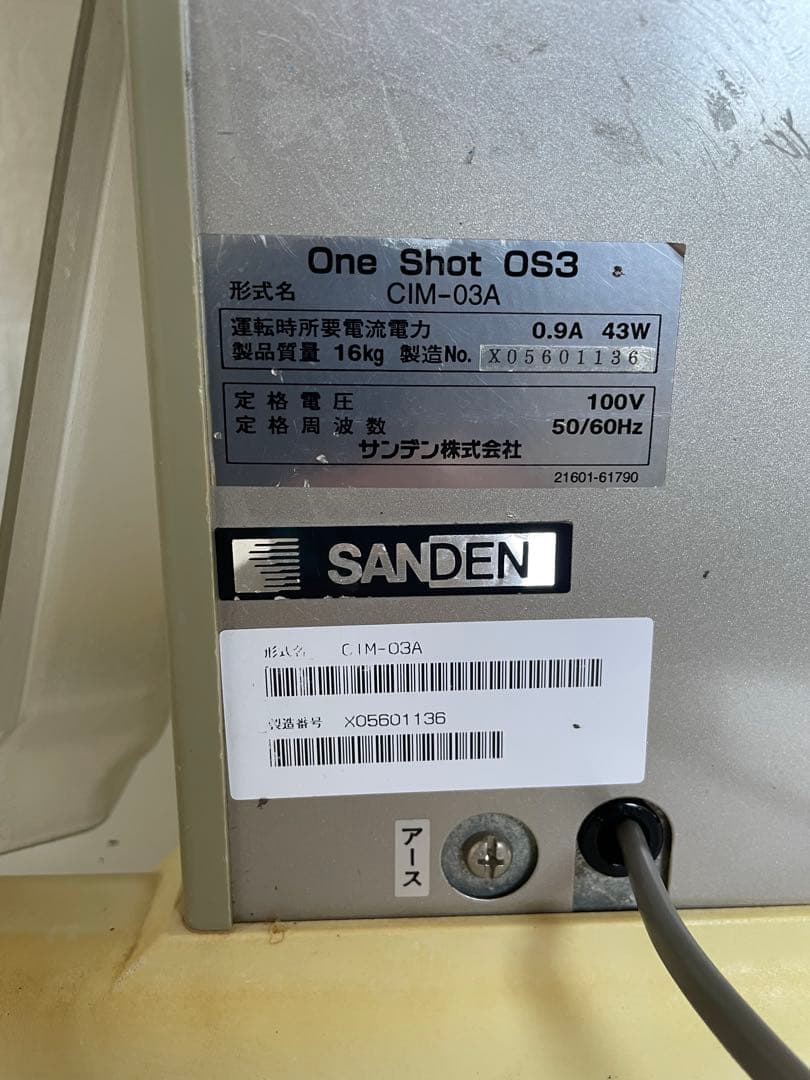 One Shot OS3
形式名 CIM-03A
運転時所要電流電力 0.9A 43W
製品質量 16kg 製造No. X05601136
定格電圧 100V
定格周波数 50/60Hz
サンデン株式会社
21601-61790
SANDEN
形式名 CIM-03A
製造番号 X05601136
アース